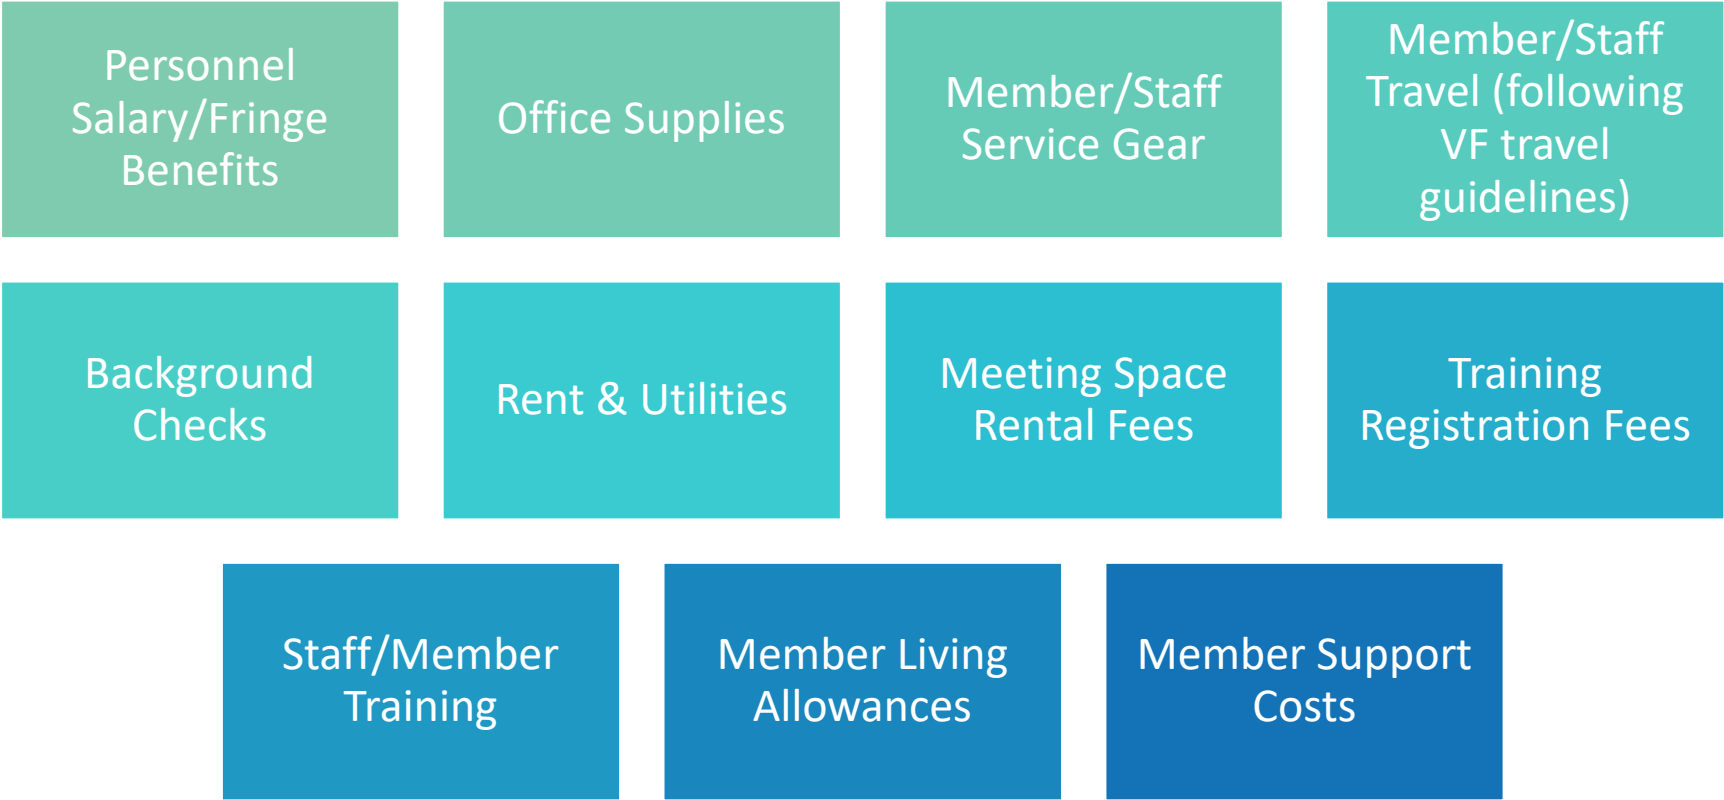 Personnel
Salary/Fringe
Benefits
Office Supplies
Member/Staff
Service Gear
Member/Staff
Travel (following
VF travel
guidelines)
Background
Checks
Rent & Utilities
Meeting Space
Rental Fees
Training
Registration Fees
Staff/Member
Training
Member Living
Allowances
Member Support
Costs